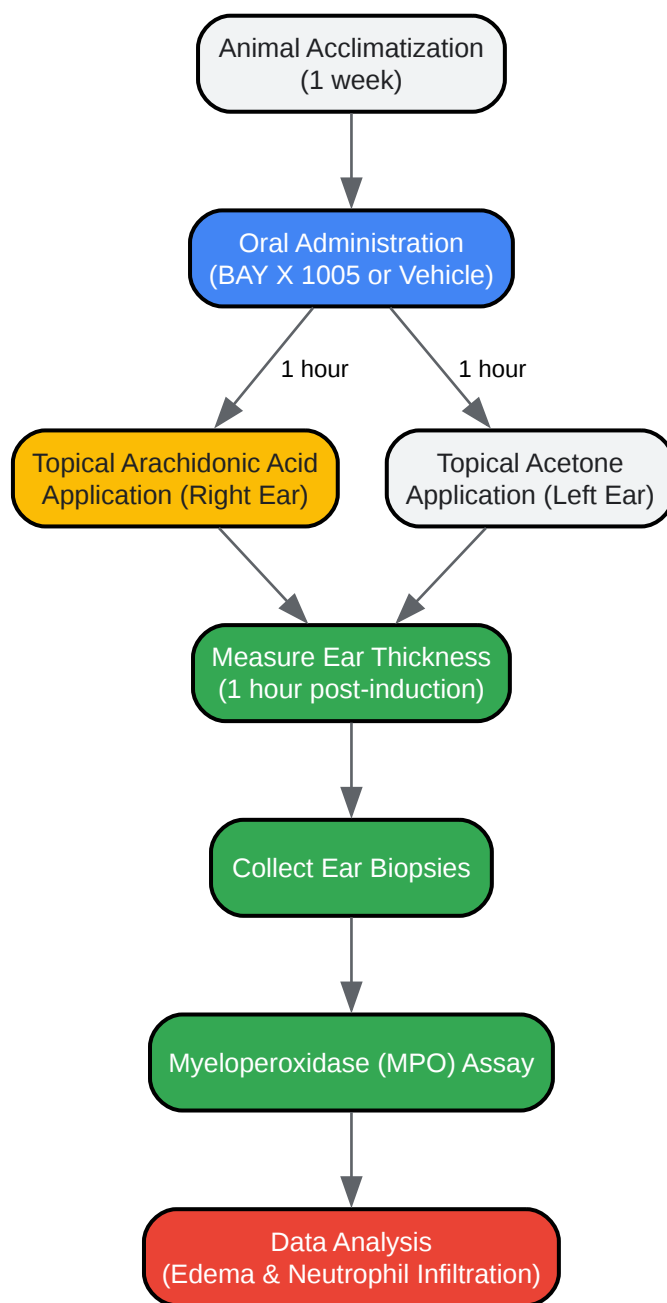 Animal Acclimatization
(1 week)
Oral Administration
(BAY X 1005 or Vehicle)
1 hour
1 hour
Topical Arachidonic Acid
Application (Right Ear)
Topical Acetone
Application (Left Ear)
Measure Ear Thickness
(1 hour post-induction)
Collect Ear Biopsies
Myeloperoxidase (MPO) Assay
Data Analysis
(Edema & Neutrophil Infiltration)